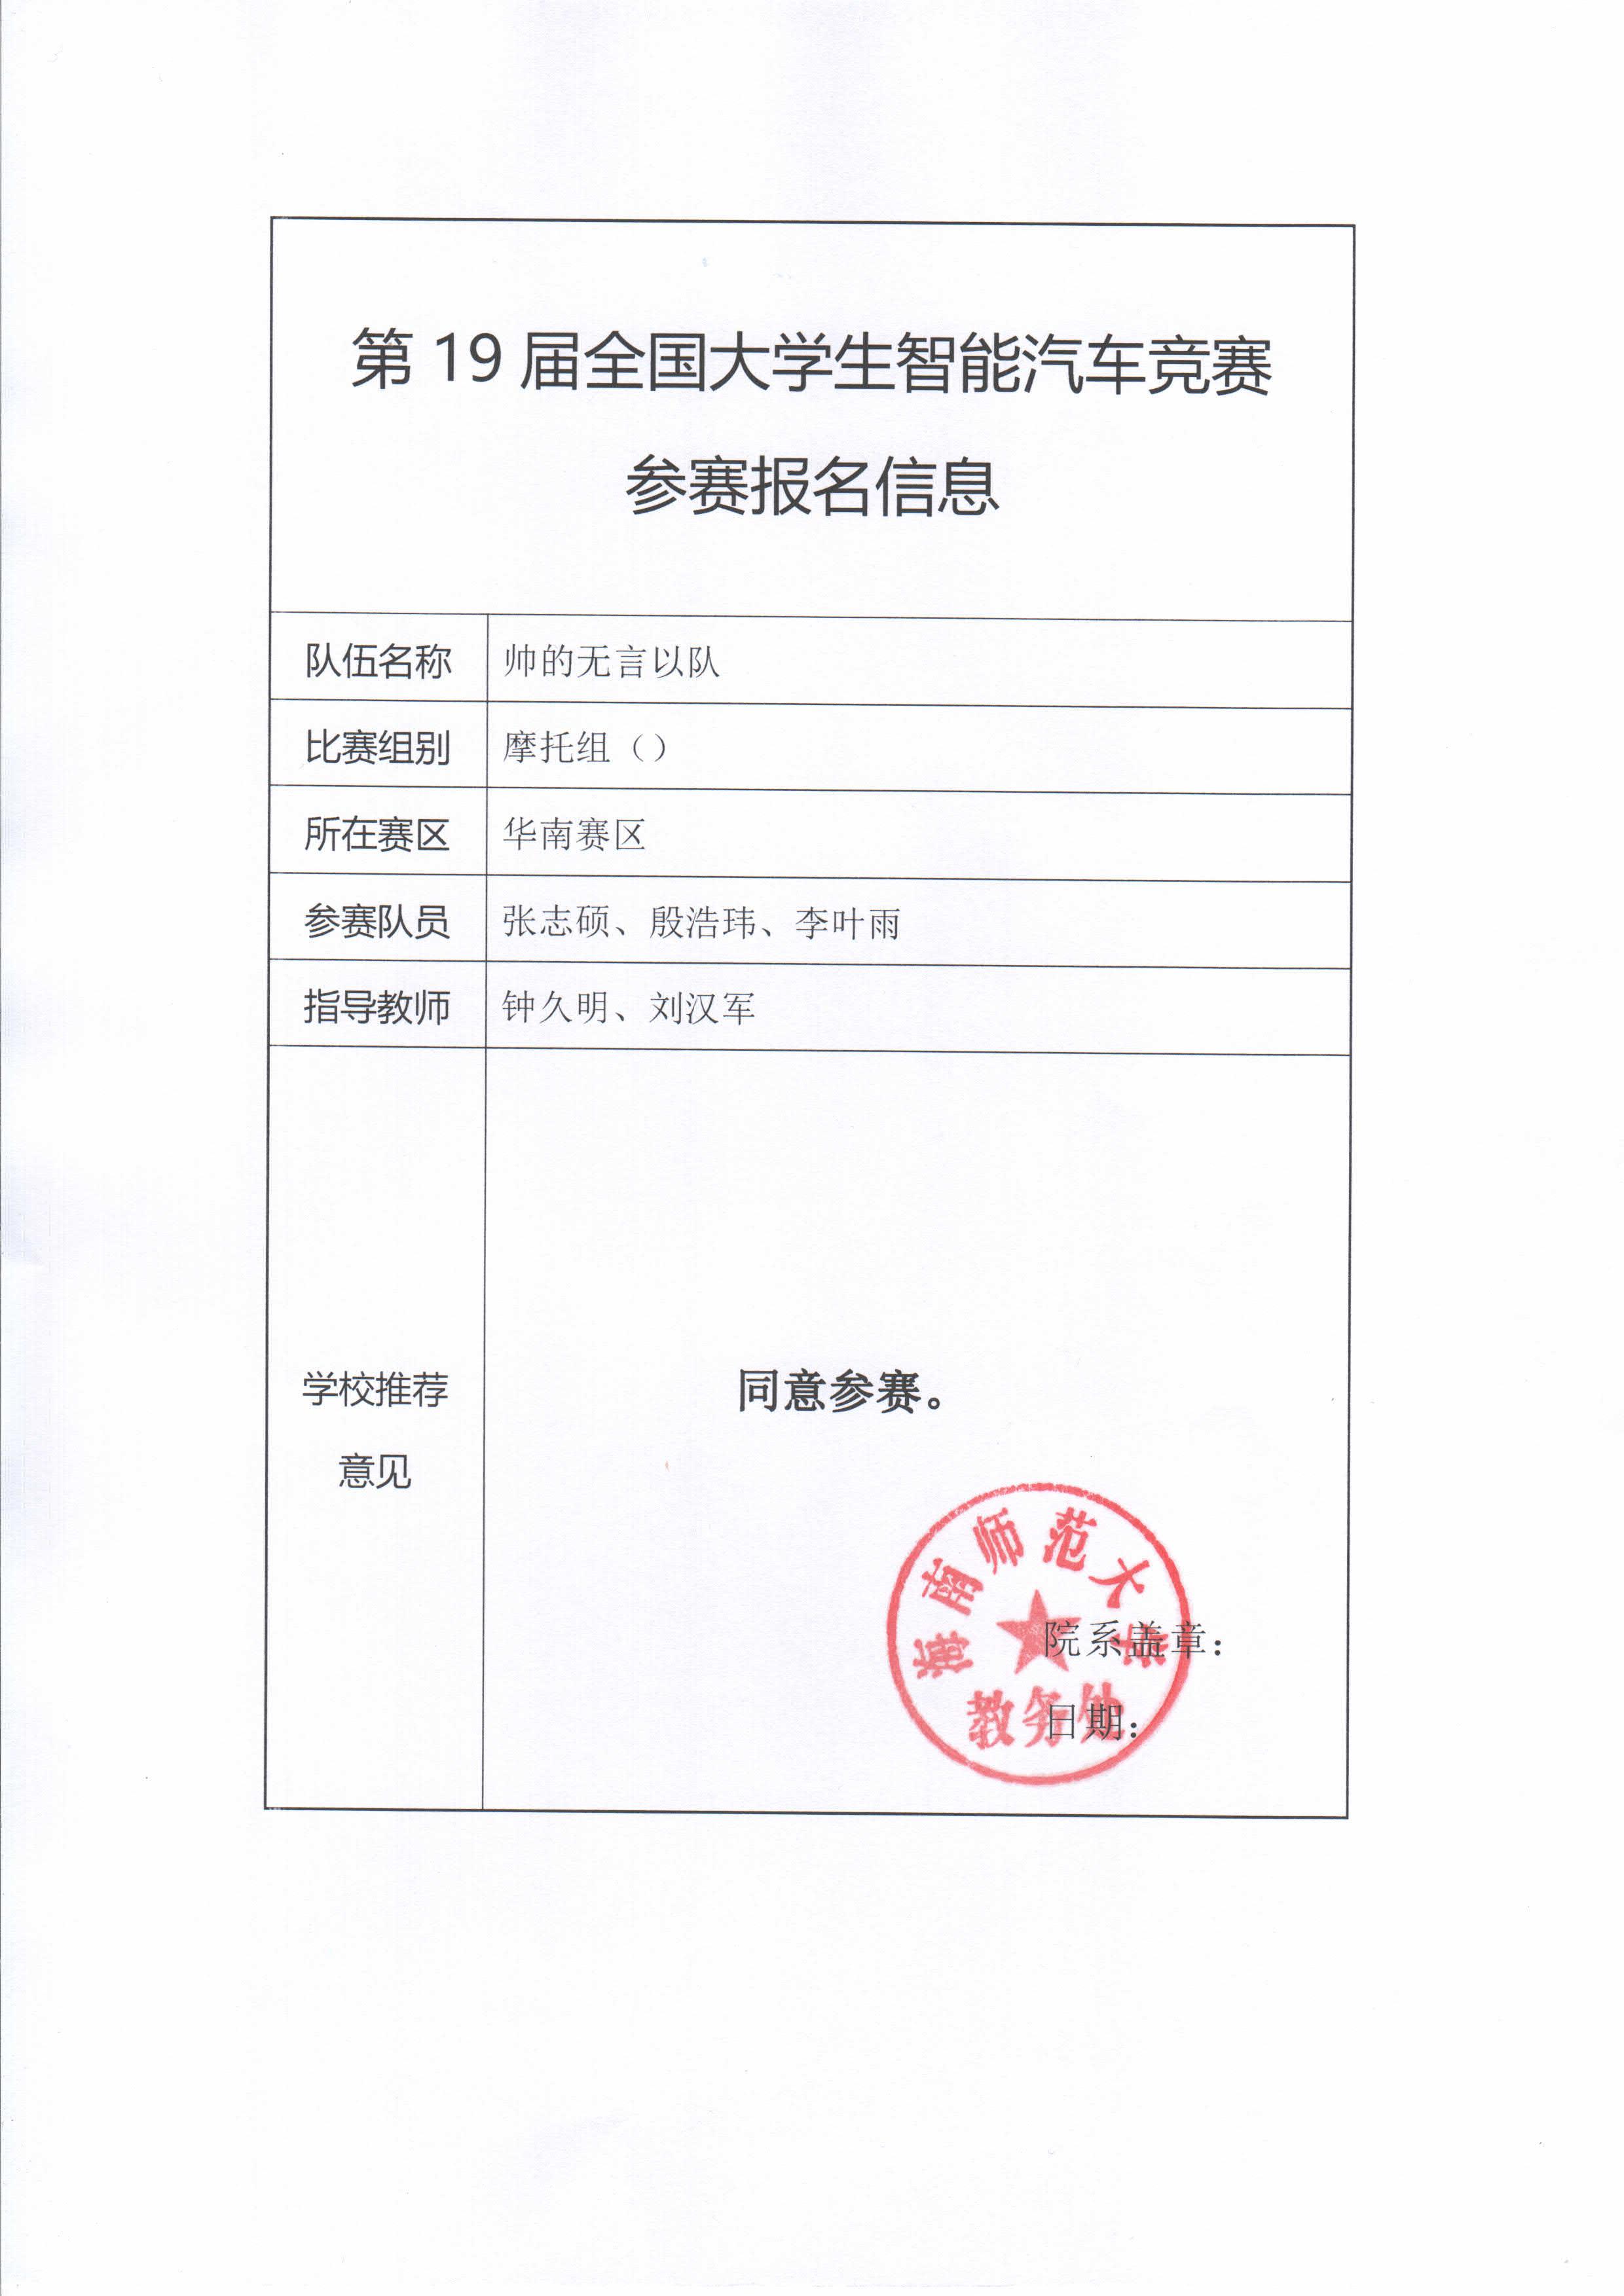 第 19 届全国大学生智能汽车竞赛
参赛报名信息
队伍名称 帅的无言以队
比赛组别 摩托组（）
所在赛区 华南赛区
参赛队员 张志硕、殷浩玮、李叶雨
指导教师 钟久明、刘汉军
学校推荐
意见
同意参赛。
海南师范大学
教务处
院系盖章：
日期：